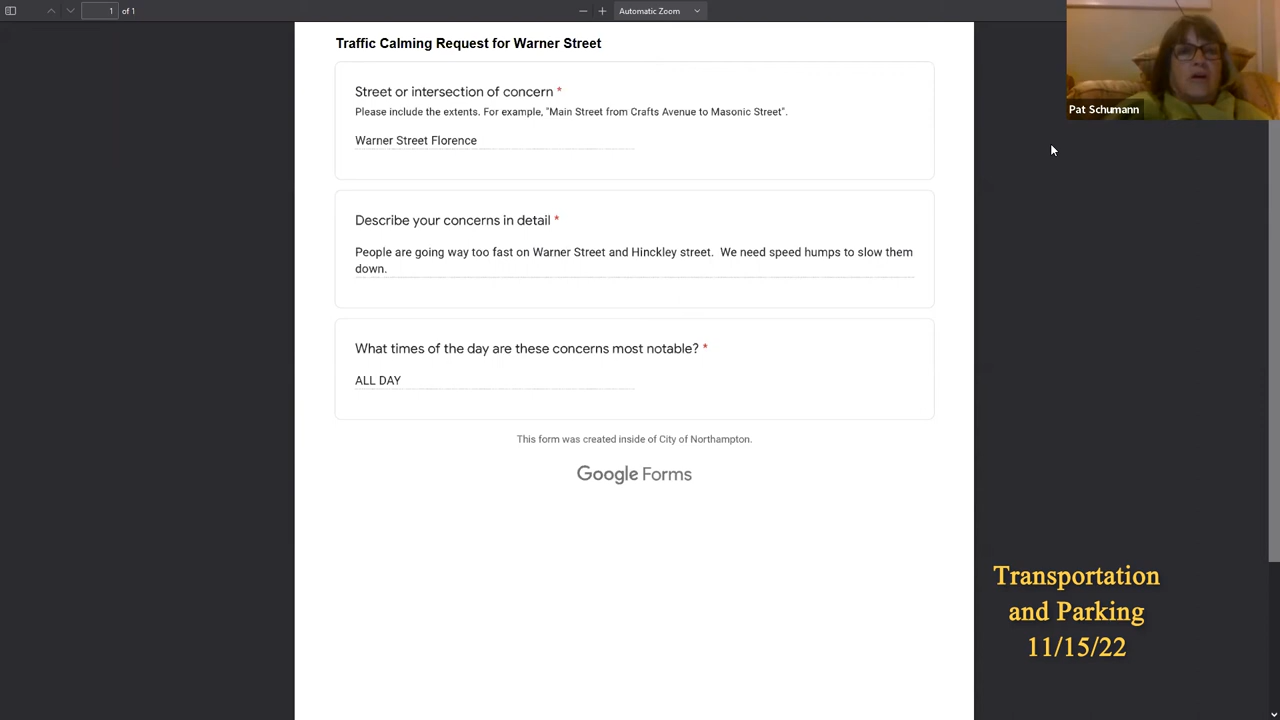 1 of 1
Automatic Zoom
Traffic Calming Request for Warner Street
Street or intersection of concern *
Please include the extents. For example, "Main Street from Crafts Avenue to Masonic Street".
Warner Street Florence
Describe your concerns in detail *
People are going way too fast on Warner Street and Hinckley street.  We need speed humps to slow them
down.
What times of the day are these concerns most notable? *
ALL DAY
This form was created inside of City of Northampton.
Google Forms
Pat Schumann
Transportation
and Parking
11/15/22